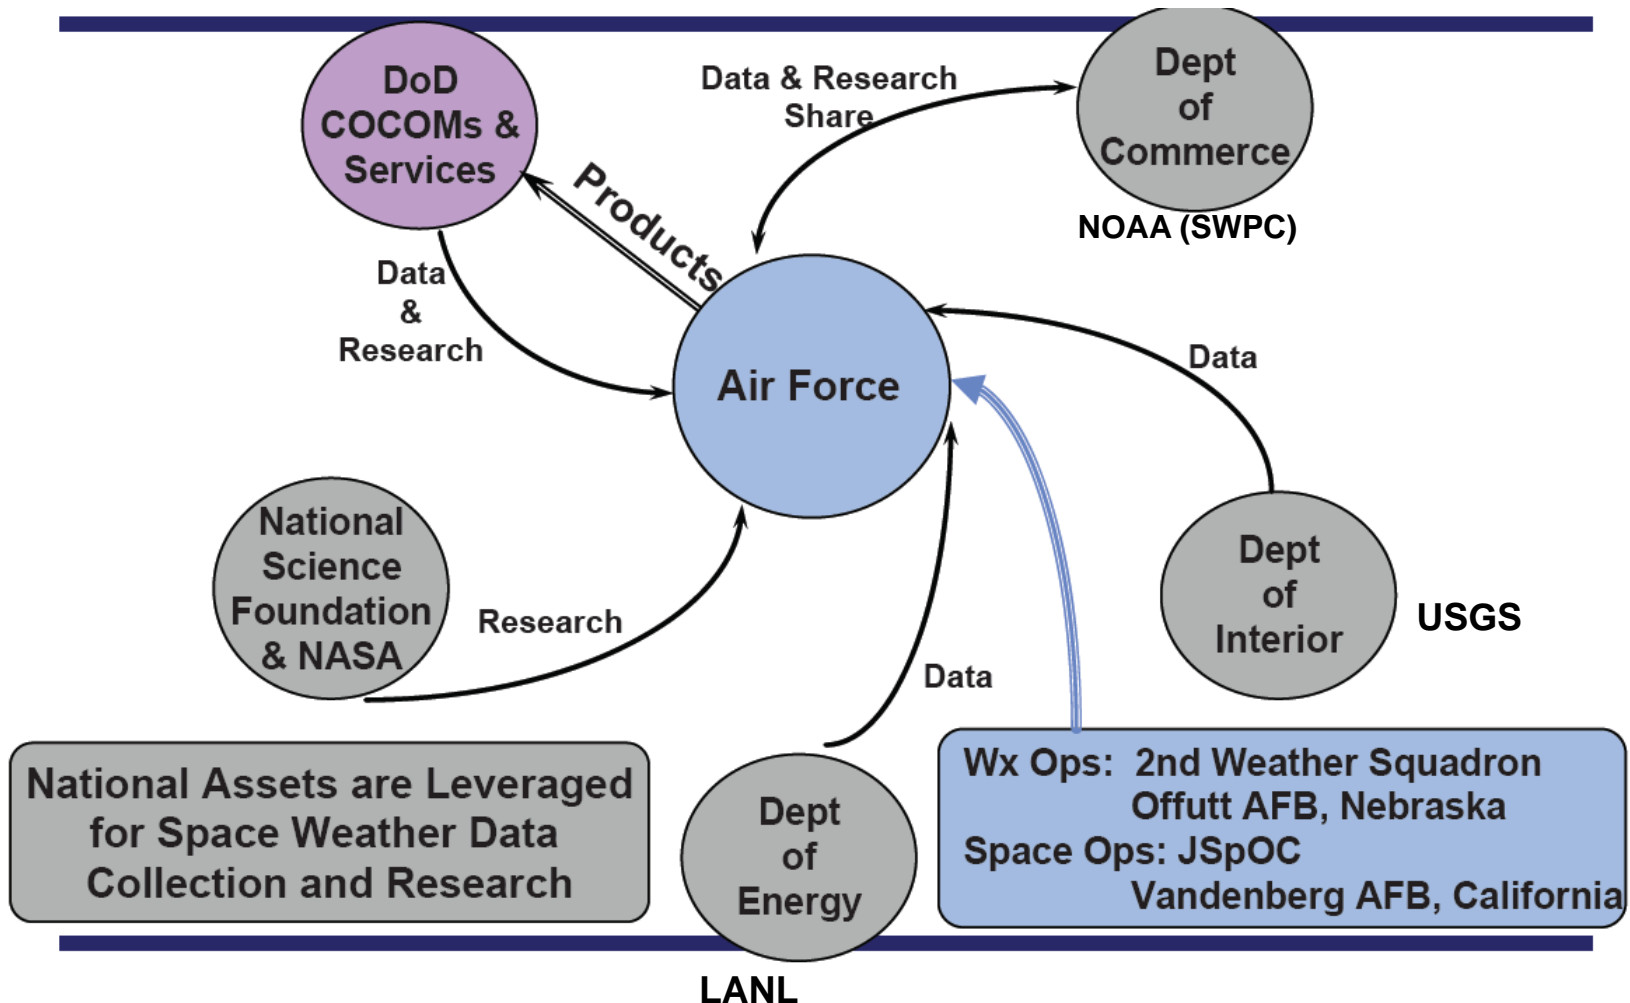 DoD
COCOMs &
Services
Data & Research
Share
Dept
of
Commerce
NOAA (SWPC)
Products
Data
&
Research
Air Force
Data
National
Science
Foundation
& NASA
Research
Dept
of
Interior
USGS
Data
National Assets are Leveraged
for Space Weather Data
Collection and Research
Dept
of
Energy
LANL
Wx Ops: 2nd Weather Squadron
Offutt AFB, Nebraska
Space Ops: JSpOC
Vandenberg AFB, California